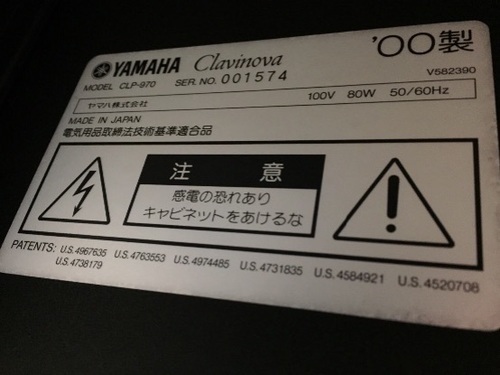 YAMAHA Clavinova '00製
MODEL CLP-970 SER. NO. 001574 V582390
ヤマハ株式会社 100V 80W 50/60Hz
MADE IN JAPAN
電気用品取締法技術基準適合品
注 意
感電の恐れあり
キャビネットをあけるな
PATENTS: U.S.4967635 U.S.4763553 U.S.4974485 U.S.4731835 U.S.4584921 U.S.4520708
U.S.4738179